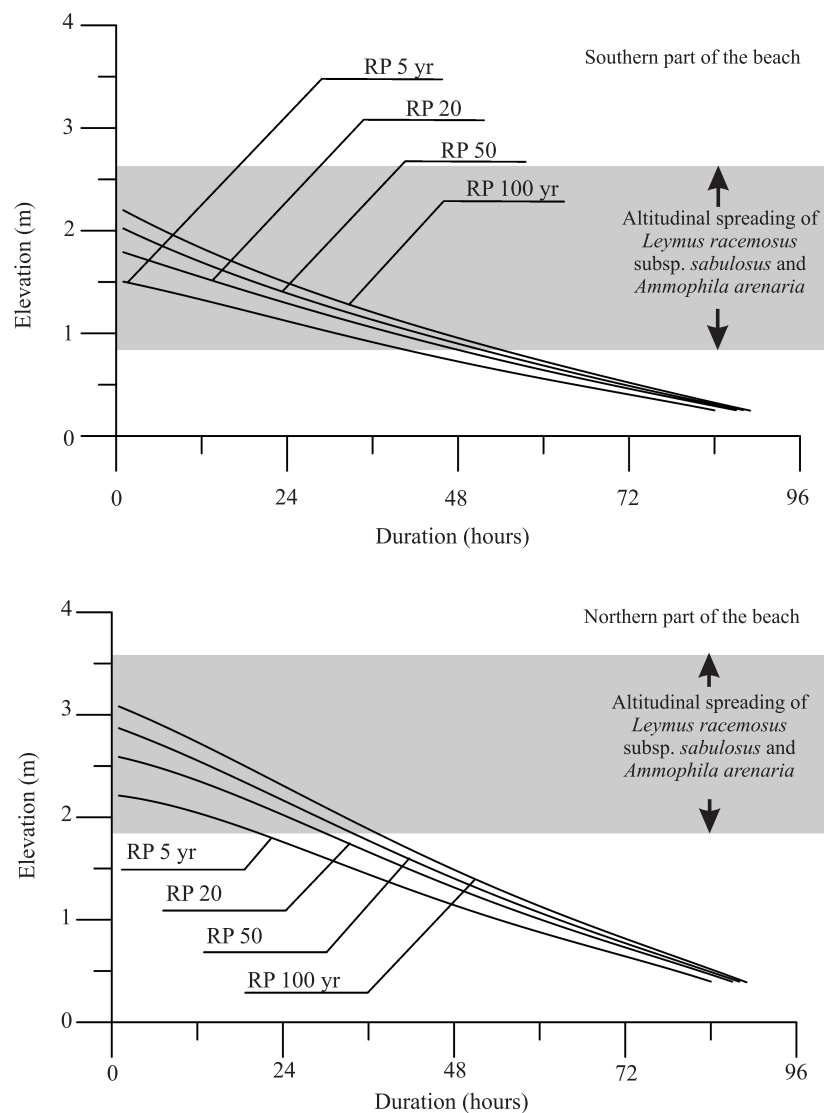 4
3
2
1
0
Elevation (m)
Southern part of the beach
RP 5 yr
RP 20
RP 50
RP 100 yr
Altitudinal spreading of
Leymus racemosus
subsp. sabulosus and
Ammophila arenaria
0 24 48 72 96
Duration (hours)
4
3
2
1
0
Elevation (m)
Northern part of the beach
Altitudinal spreading of
Leymus racemosus
subsp. sabulosus and
Ammophila arenaria
RP 5 yr
RP 20
RP 50
RP 100 yr
0 24 48 72 96
Duration (hours)